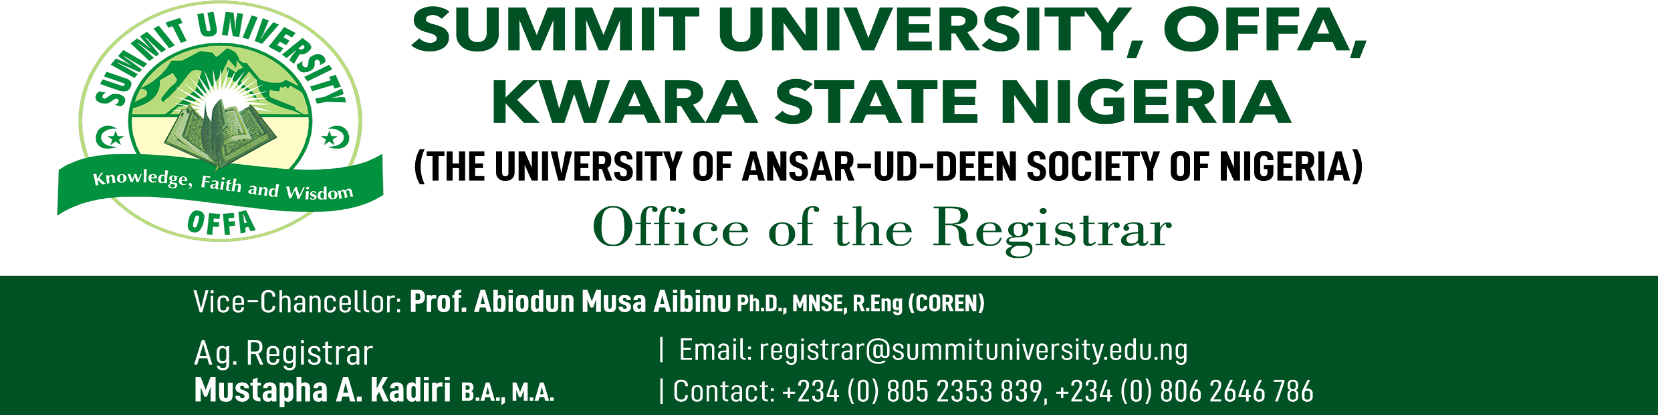 SUMMIT UNIVERSITY
Knowledge, Faith and Wisdom
OFFA
SUMMIT UNIVERSITY, OFFA,
KWARA STATE NIGERIA
(THE UNIVERSITY OF ANSAR-UD-DEEN SOCIETY OF NIGERIA)
Office of the Registrar
Vice-Chancellor: Prof. Abiodun Musa Aibinu Ph.D., MNSE, R.Eng (COREN)
Ag. Registrar | Email: registrar@summituniversity.edu.ng
Mustapha A. Kadiri B.A., M.A. | Contact: +234 (0) 805 2353 839, +234 (0) 806 2646 786